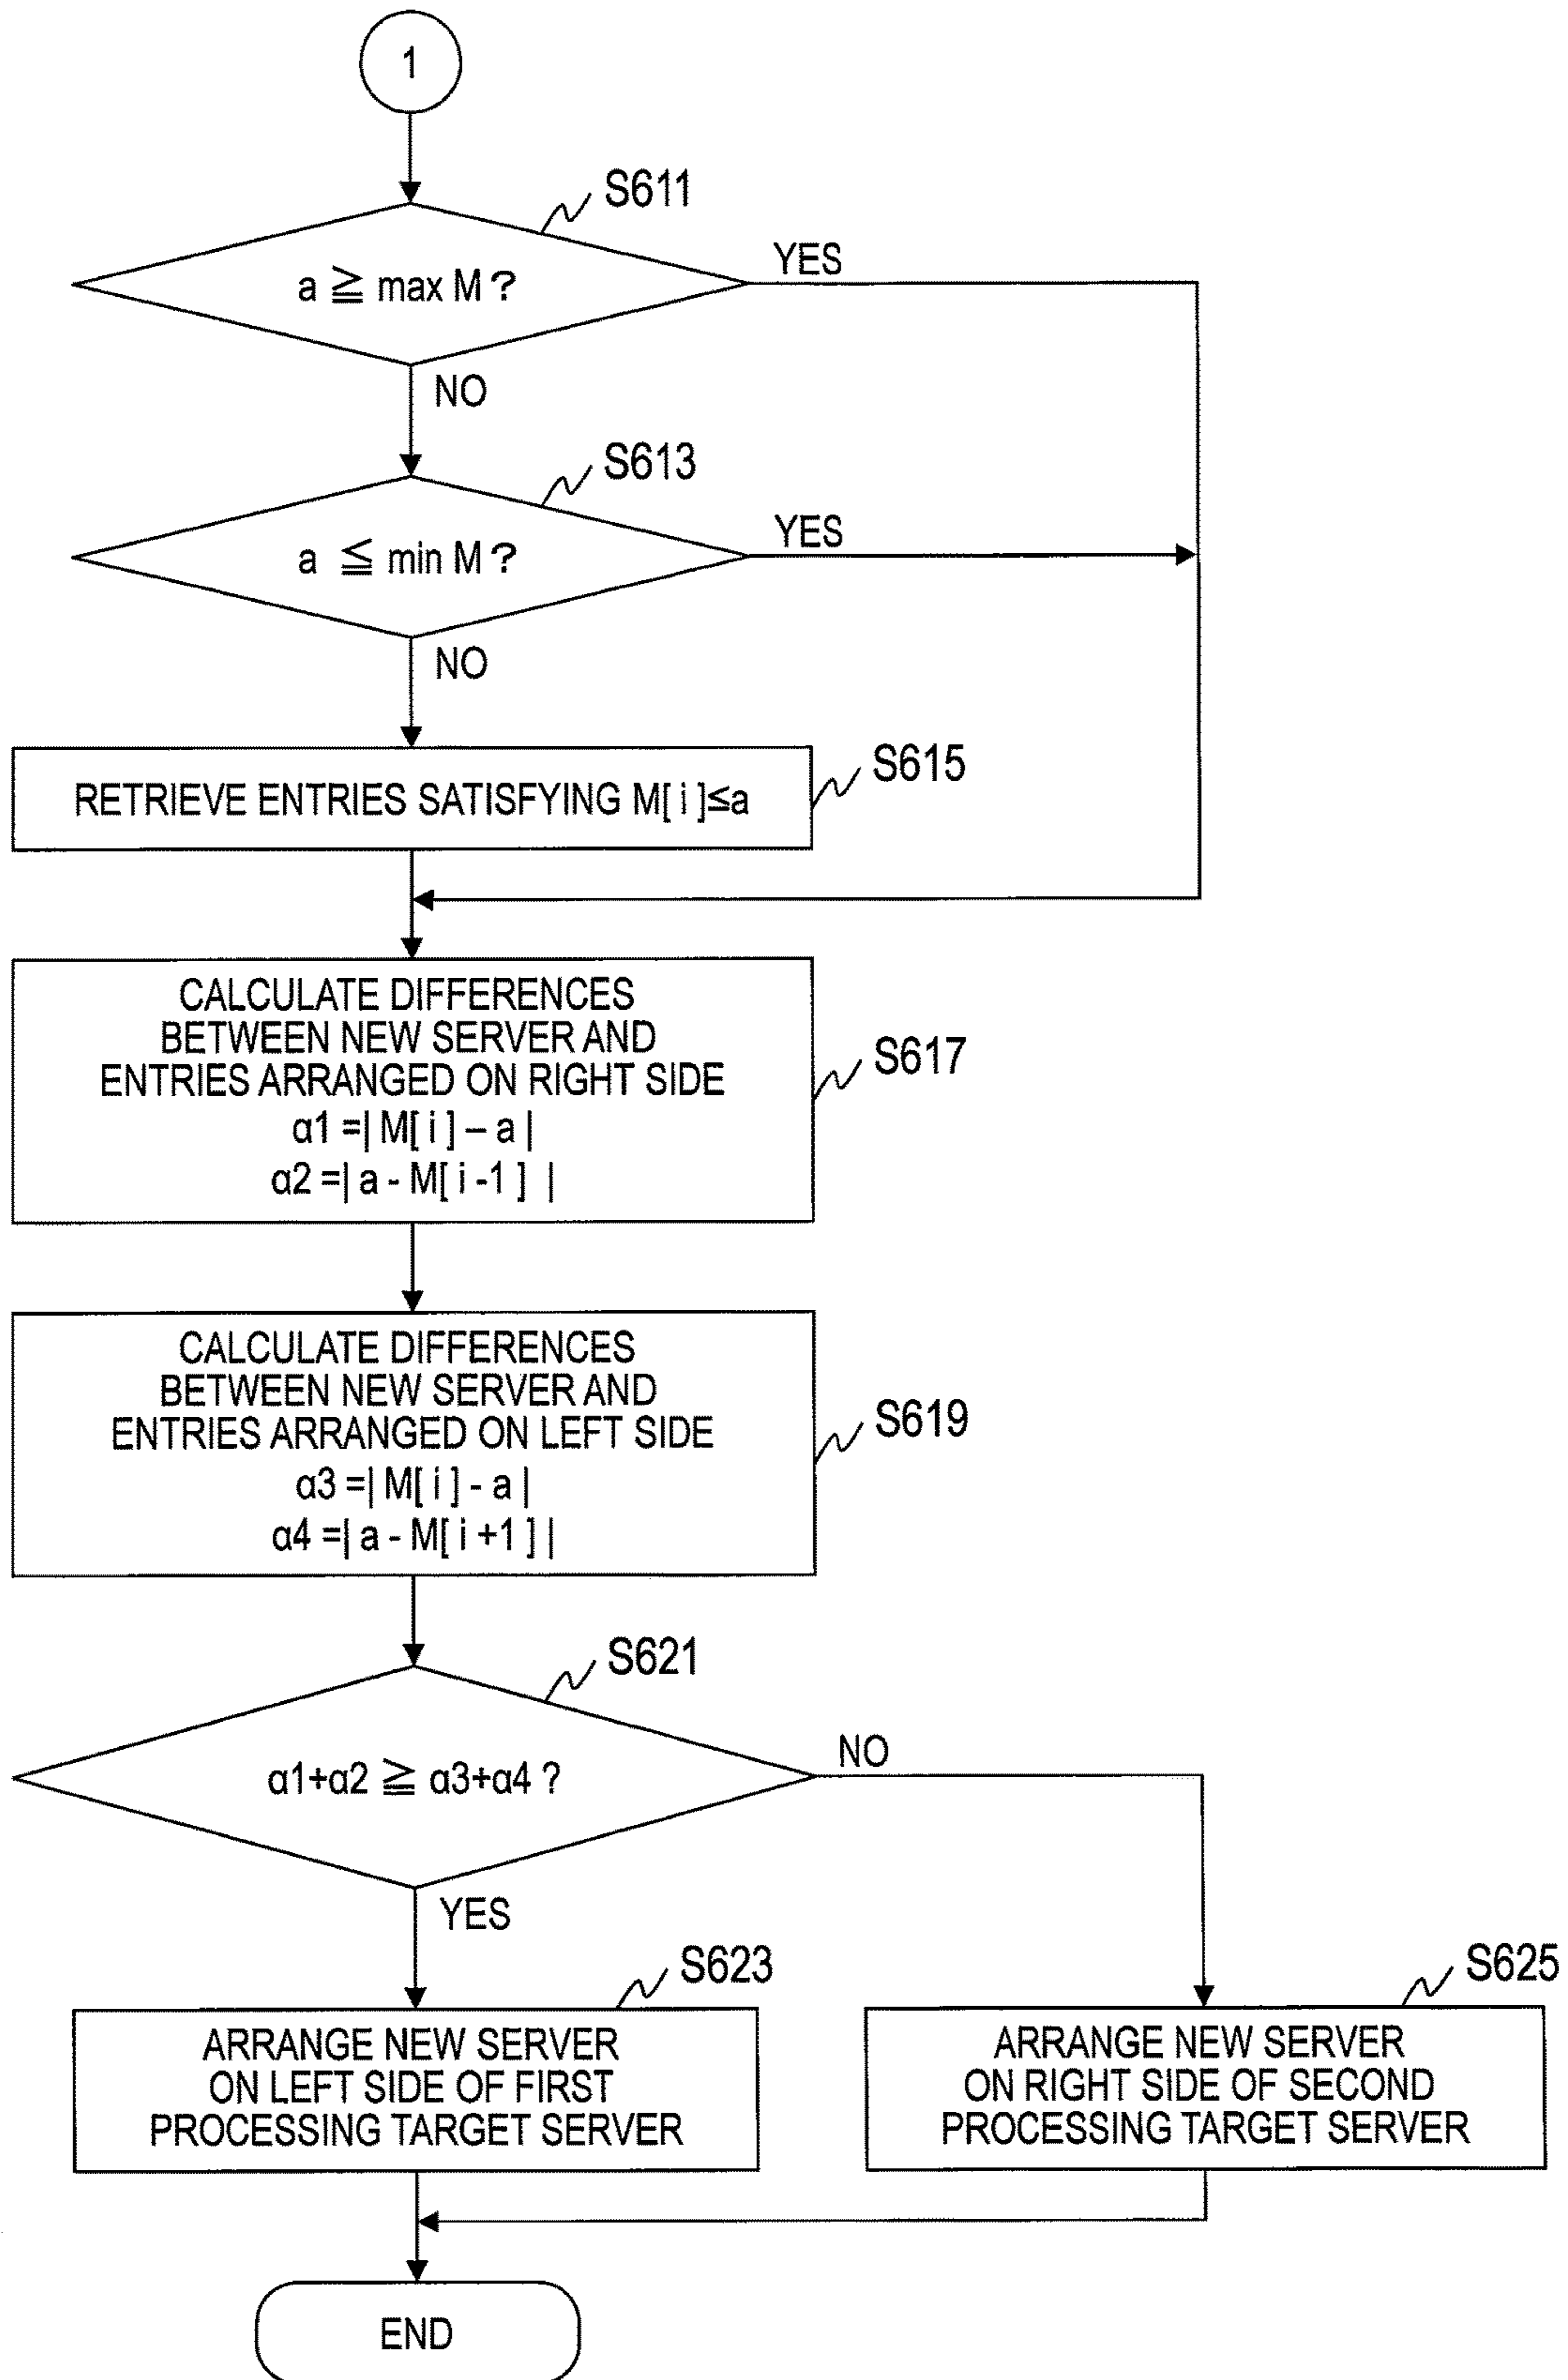 1
S611
a ≧ max M ?
YES
NO
S613
a ≦ min M ?
YES
NO
S615
RETRIEVE ENTRIES SATISFYING M[ i ]≤a
CALCULATE DIFFERENCES
BETWEEN NEW SERVER AND
ENTRIES ARRANGED ON RIGHT SIDE
α1 =| M[ i ] – a |
α2 =| a - M[ i -1 ] |
S617
CALCULATE DIFFERENCES
BETWEEN NEW SERVER AND
ENTRIES ARRANGED ON LEFT SIDE
α3 =| M[ i ] - a |
α4 =| a - M[ i +1 ] |
S619
S621
α1+α2 ≧ α3+α4 ?
NO
YES
S623
ARRANGE NEW SERVER
ON LEFT SIDE OF FIRST
PROCESSING TARGET SERVER
S625
ARRANGE NEW SERVER
ON RIGHT SIDE OF SECOND
PROCESSING TARGET SERVER
END